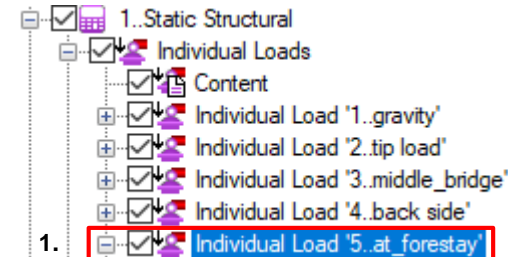 1..Static Structural
Individual Loads
Content
Individual Load '1..gravity'
Individual Load '2..tip load'
Individual Load '3..middle_bridge'
Individual Load '4..back side'
1. Individual Load '5..at_forestay'